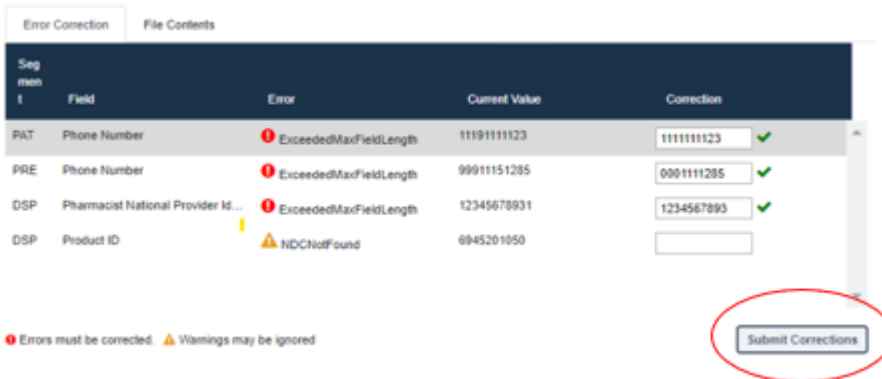 Error Correction File Contents
Seg
men
t Field Error Current Value Correction
PAT Phone Number ExceededMaxFieldLength 11191111123 1111111123
PRE Phone Number ExceededMaxFieldLength 99911151285 0001111285
DSP Pharmacist National Provider Id... ExceededMaxFieldLength 12345678931 1234567893
DSP Product ID NDCNotFound 6945201050
Errors must be corrected. Warnings may be ignored
Submit Corrections